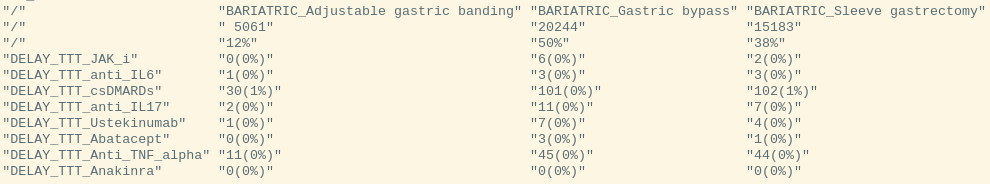 "/" "BARIATRIC_Adjustable gastric banding" "BARIATRIC_Gastric bypass" "BARIATRIC_Sleeve gastrectomy"
"/" " 5061" "20244" "15183"
"/" "12%" "50%" "38%"
"DELAY_TTT_JAK_i" "0(0%)" "6(0%)" "2(0%)"
"DELAY_TTT_anti_IL6" "1(0%)" "3(0%)" "3(0%)"
"DELAY_TTT_csDMARDs" "30(1%)" "101(0%)" "102(1%)"
"DELAY_TTT_anti_IL17" "2(0%)" "11(0%)" "7(0%)"
"DELAY_TTT_Ustekinumab" "1(0%)" "7(0%)" "4(0%)"
"DELAY_TTT_Abatacept" "0(0%)" "3(0%)" "1(0%)"
"DELAY_TTT_Anti_TNF_alpha" "11(0%)" "45(0%)" "44(0%)"
"DELAY_TTT_Anakinra" "0(0%)" "0(0%)" "0(0%)"